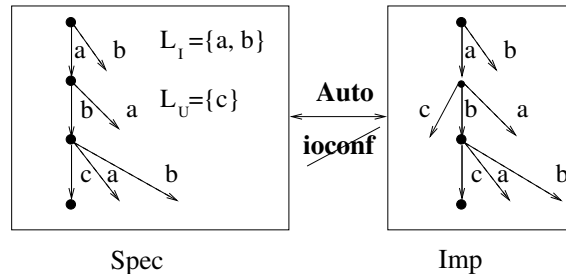 a b L_I={a, b} a b
b a L_U={c} Auto c b a
ioconf
c a b c a b
Spec Imp